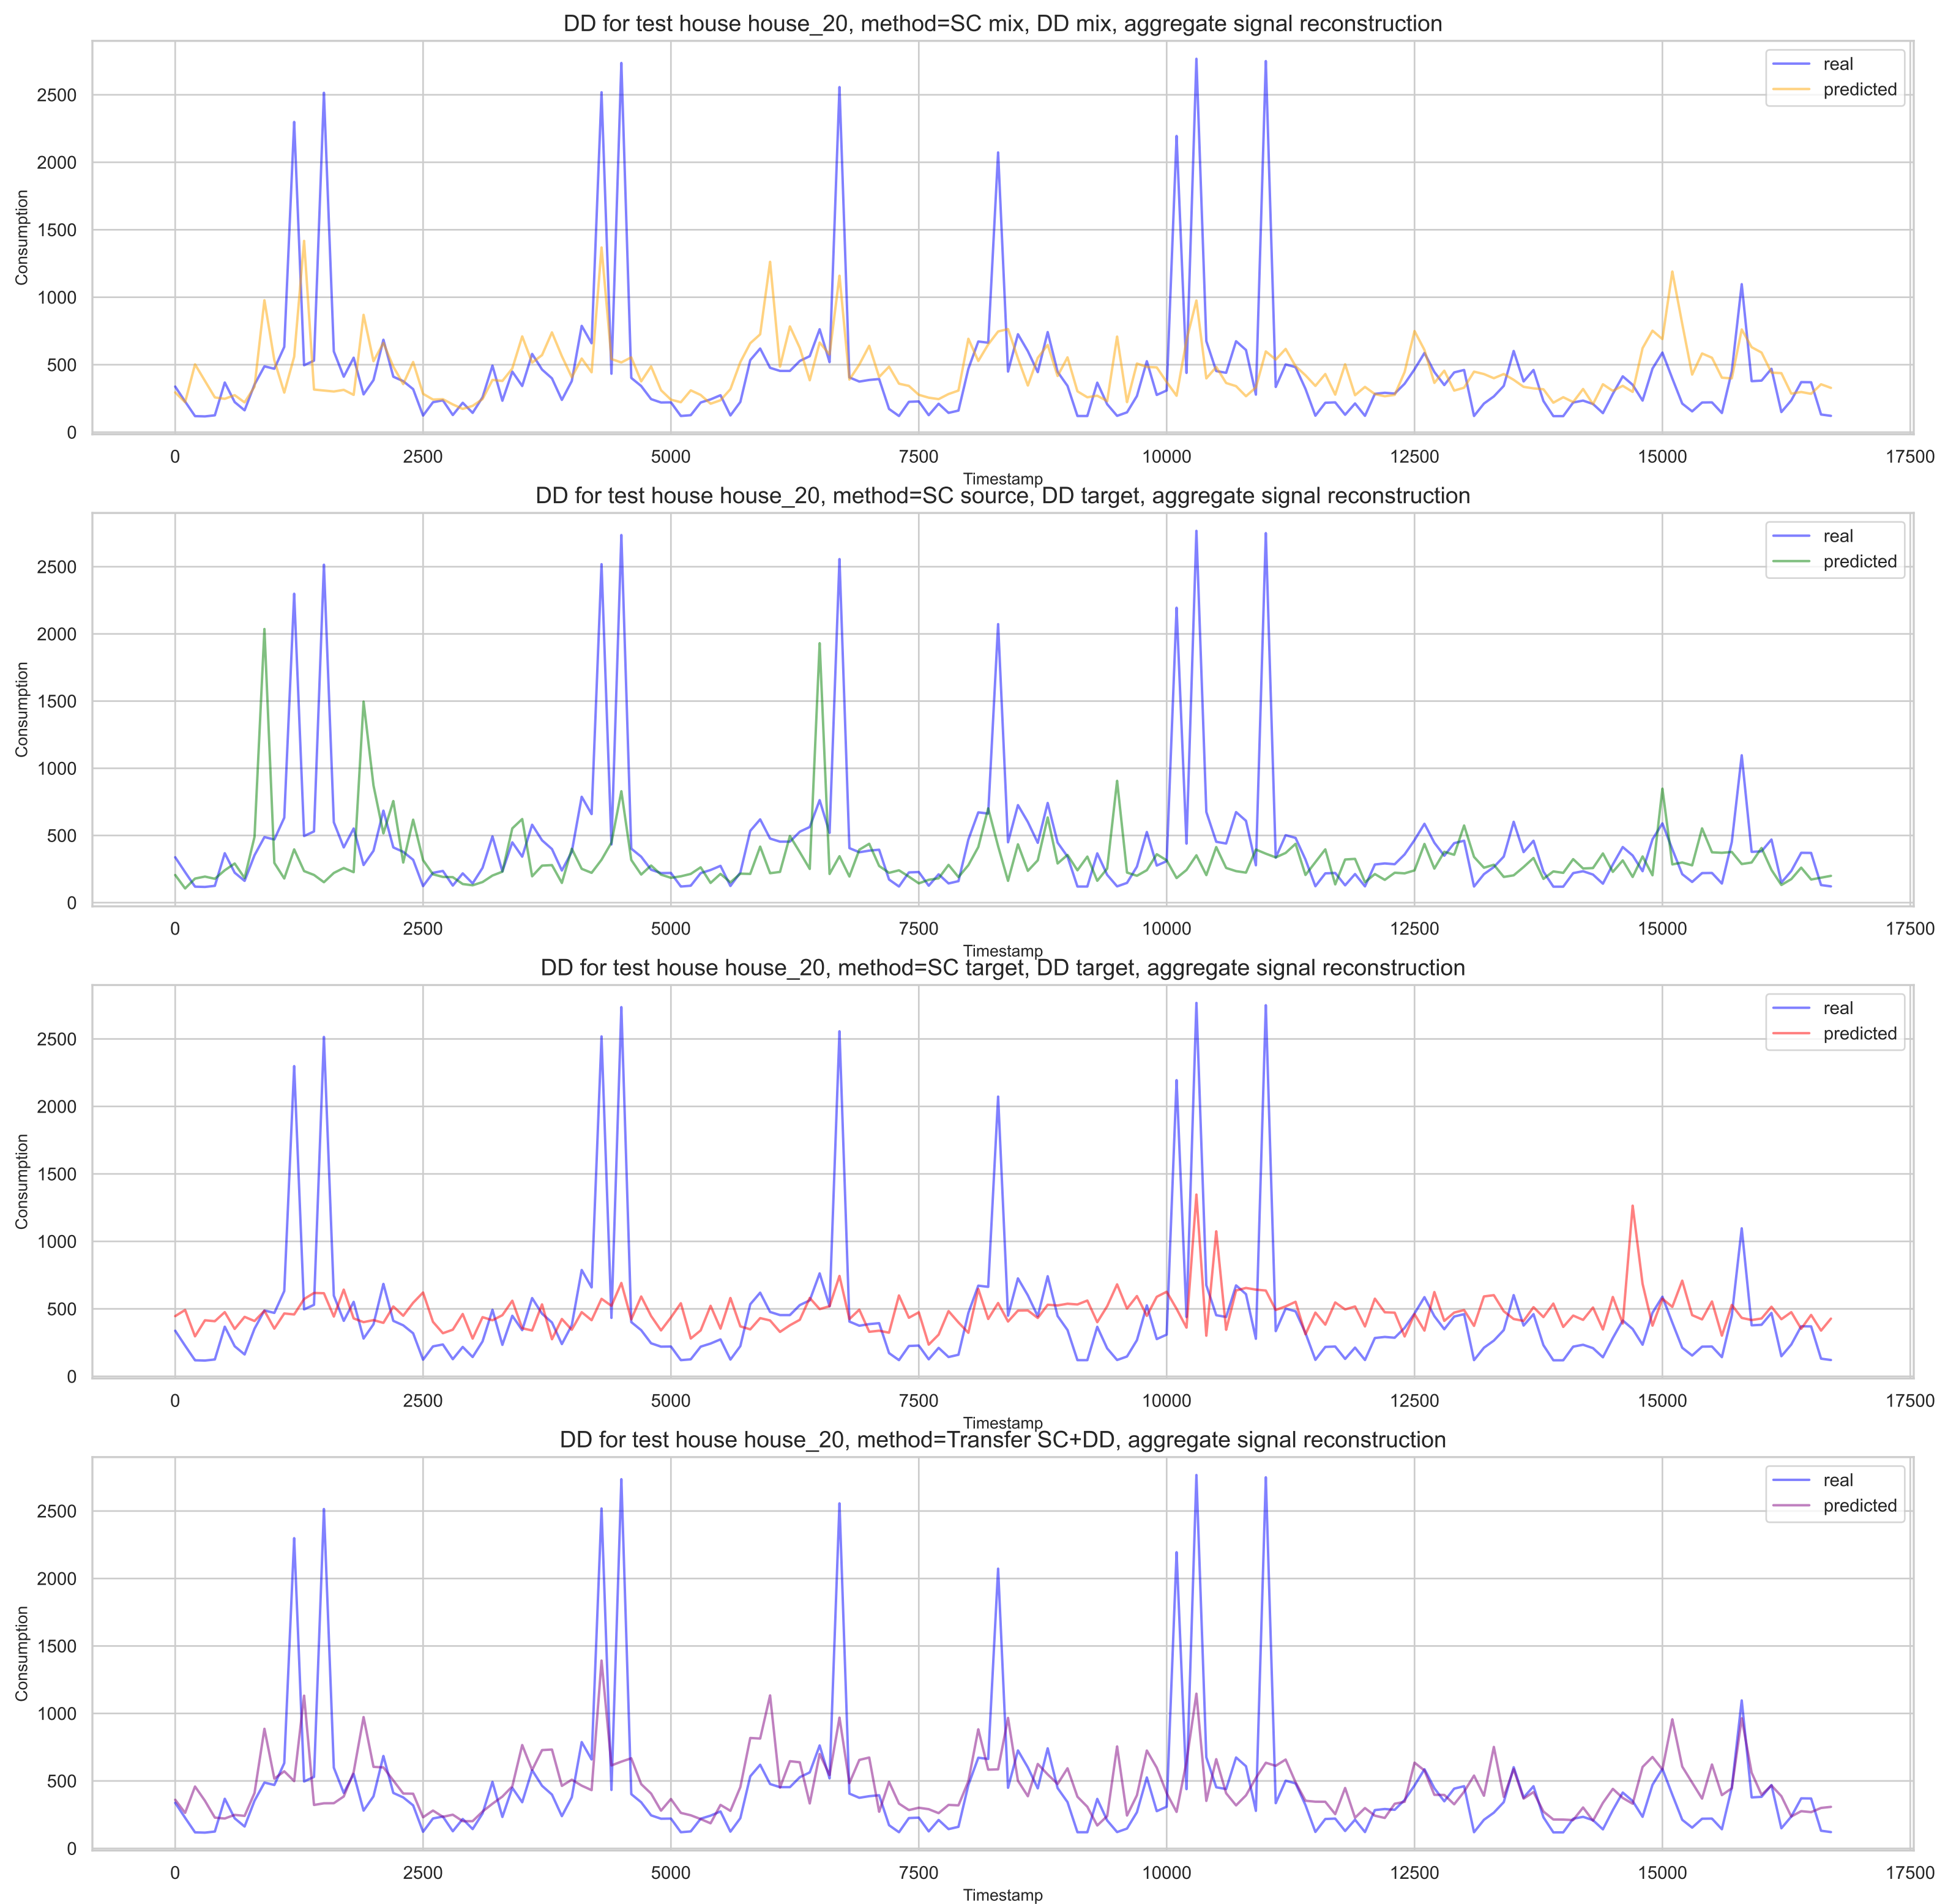 DD for test house house_20, method=SC mix, DD mix, aggregate signal reconstruction
real
predicted
Consumption
2500
2000
1500
1000
500
0
0 2500 5000 7500 10000 12500 15000 17500
Timestamp
DD for test house house_20, method=SC source, DD target, aggregate signal reconstruction
real
predicted
Consumption
2500
2000
1500
1000
500
0
0 2500 5000 7500 10000 12500 15000 17500
Timestamp
DD for test house house_20, method=SC target, DD target, aggregate signal reconstruction
real
predicted
Consumption
2500
2000
1500
1000
500
0
0 2500 5000 7500 10000 12500 15000 17500
Timestamp
DD for test house house_20, method=Transfer SC+DD, aggregate signal reconstruction
real
predicted
Consumption
2500
2000
1500
1000
500
0
0 2500 5000 7500 10000 12500 15000 17500
Timestamp